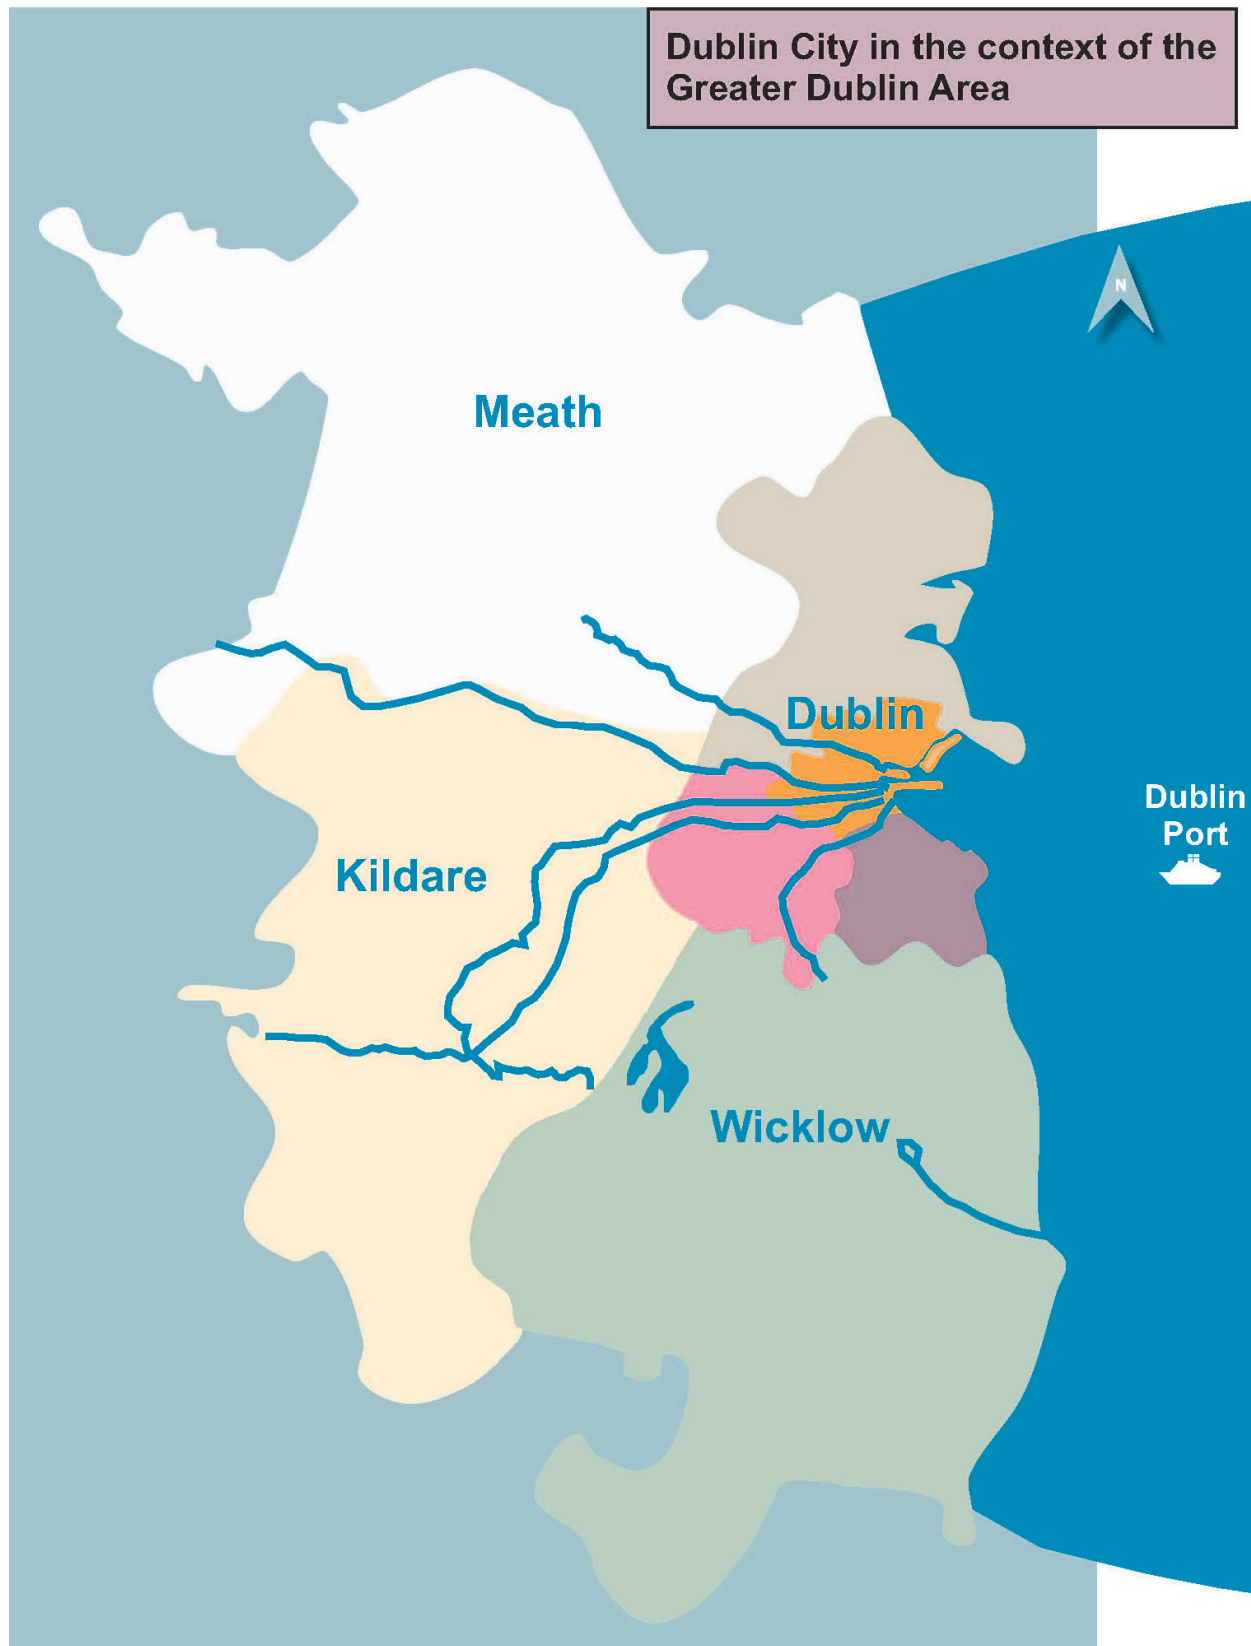 Dublin City in the context of the
Greater Dublin Area
N
Meath
Dublin
Dublin
Port
Kildare
Wicklow